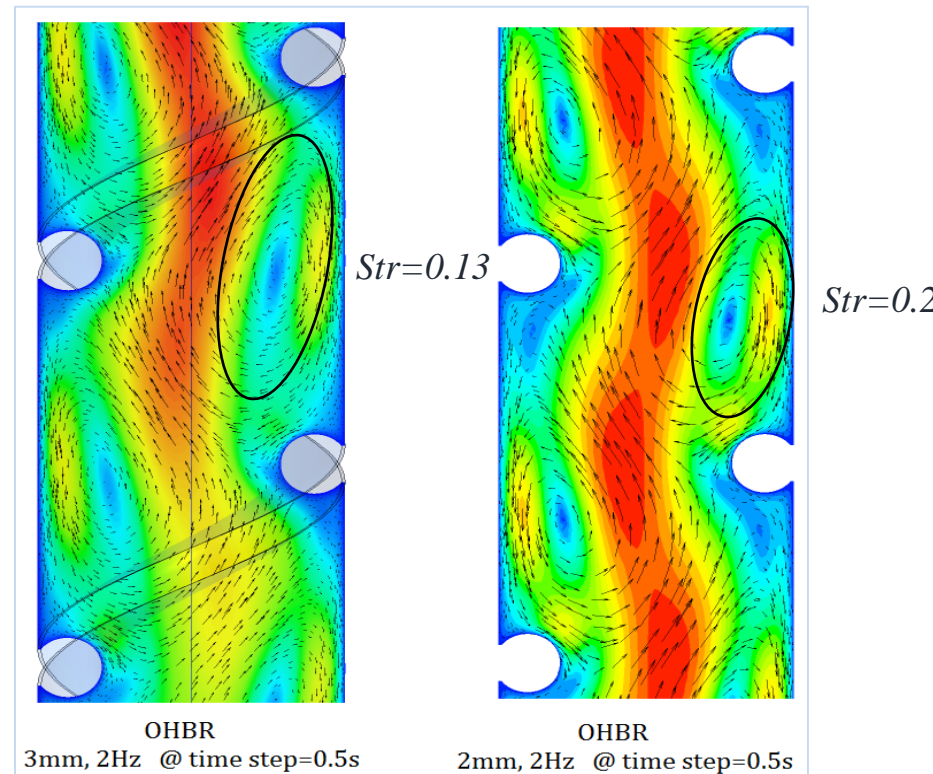 Str=0.13
Str=0.2
OHBR
3mm, 2Hz @ time step=0.5s
OHBR
2mm, 2Hz @ time step=0.5s